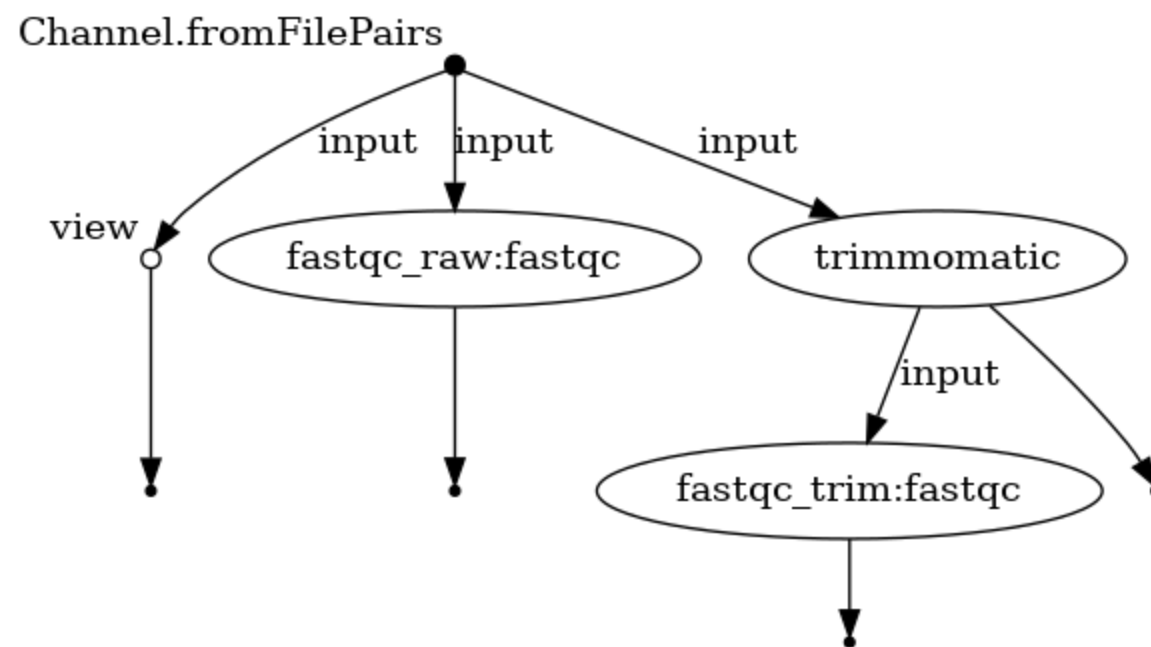 Channel.fromFilePairs
input
input
input
view
fastqc_raw:fastqc
trimmomatic
input
fastqc_trim:fastqc